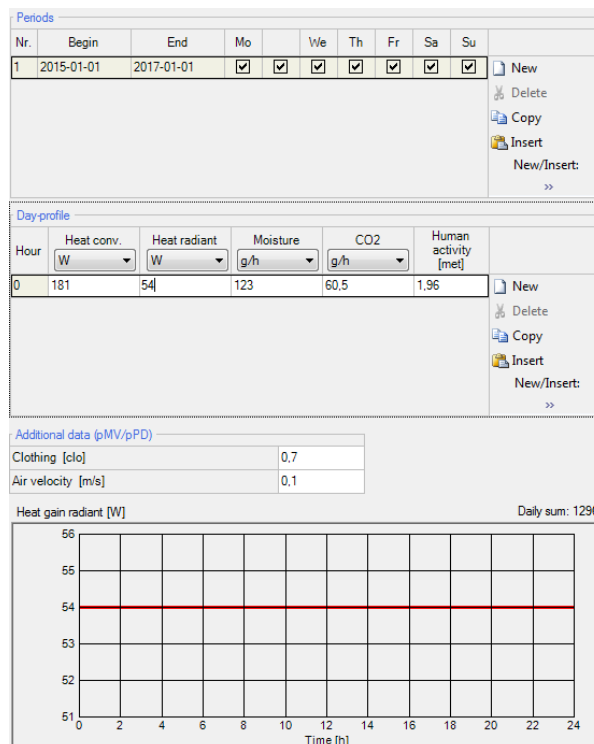 Periods
Nr. Begin End Mo We Th Fr Sa Su
1 2015-01-01 2017-01-01
New
Delete
Copy
Insert
New/Insert:
>>
Day-profile
Hour Heat conv. Heat radiant Moisture CO2 Human activity [met]
W W g/h g/h
0 181 54 123 60,5 1,96
New
Delete
Copy
Insert
New/Insert:
>>
Additional data (pMV/pPD)
Clothing [clo] 0,7
Air velocity [m/s] 0,1
Heat gain radiant [W] Daily sum: 1296
56
55
54
53
52
51
0 2 4 6 8 10 12 14 16 18 20 22 24
Time [h]